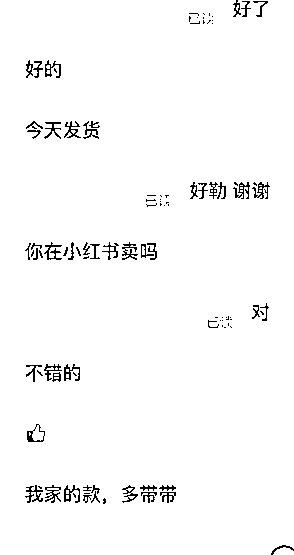 好了
已读
好的
今天发货
好勒 谢谢
已读
你在小红书卖吗
对
已读
不错的
👍
我家的款，多带带